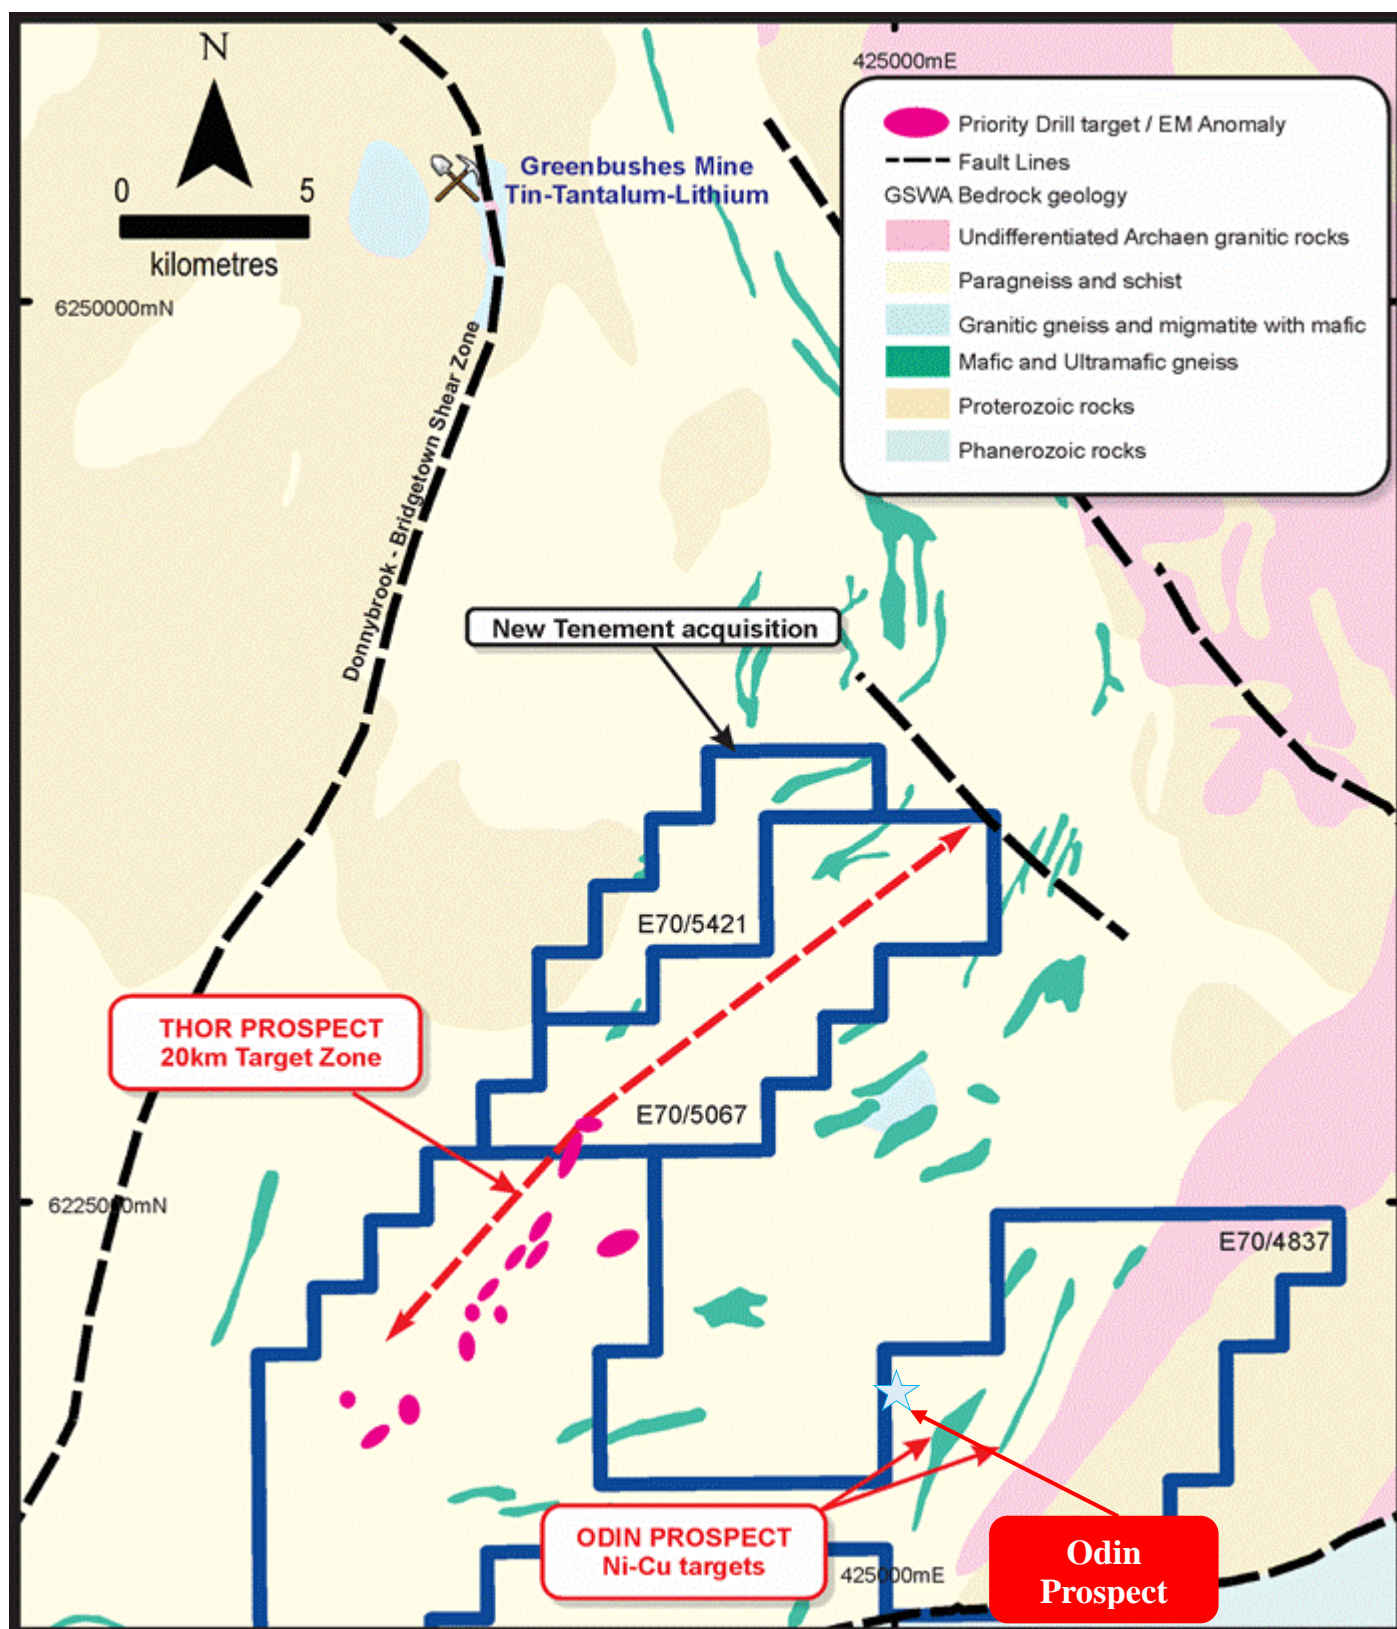 N
425000mE
0 5
kilometres
Greenbushes Mine
Tin-Tantalum-Lithium
Priority Drill target / EM Anomaly
Fault Lines
GSWA Bedrock geology
Undifferentiated Archaen granitic rocks
Paragneiss and schist
Granitic gneiss and migmatite with mafic
Mafic and Ultramafic gneiss
Proterozoic rocks
Phanerozoic rocks
6250000mN
Donnybrook - Bridgetown Shear Zone
New Tenement acquisition
E70/5421
THOR PROSPECT
20km Target Zone
E70/5067
6225000mN
E70/4837
ODIN PROSPECT
Ni-Cu targets
425000mE
Odin
Prospect